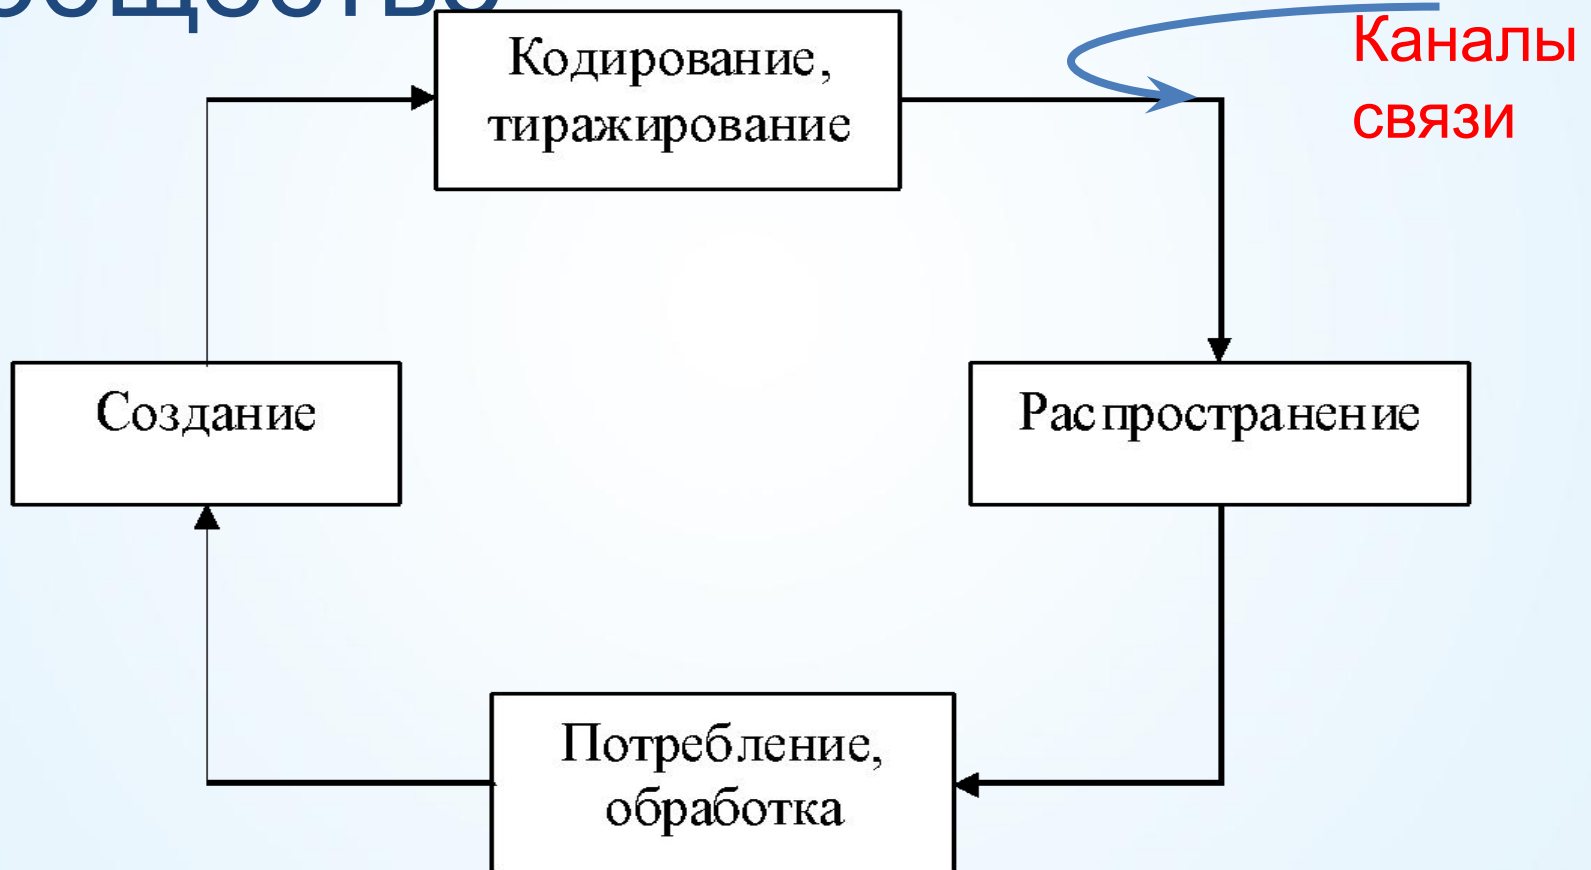 Каналы
связи
Кодирование,
тиражирование
Создание
Распространение
Потребление,
обработка